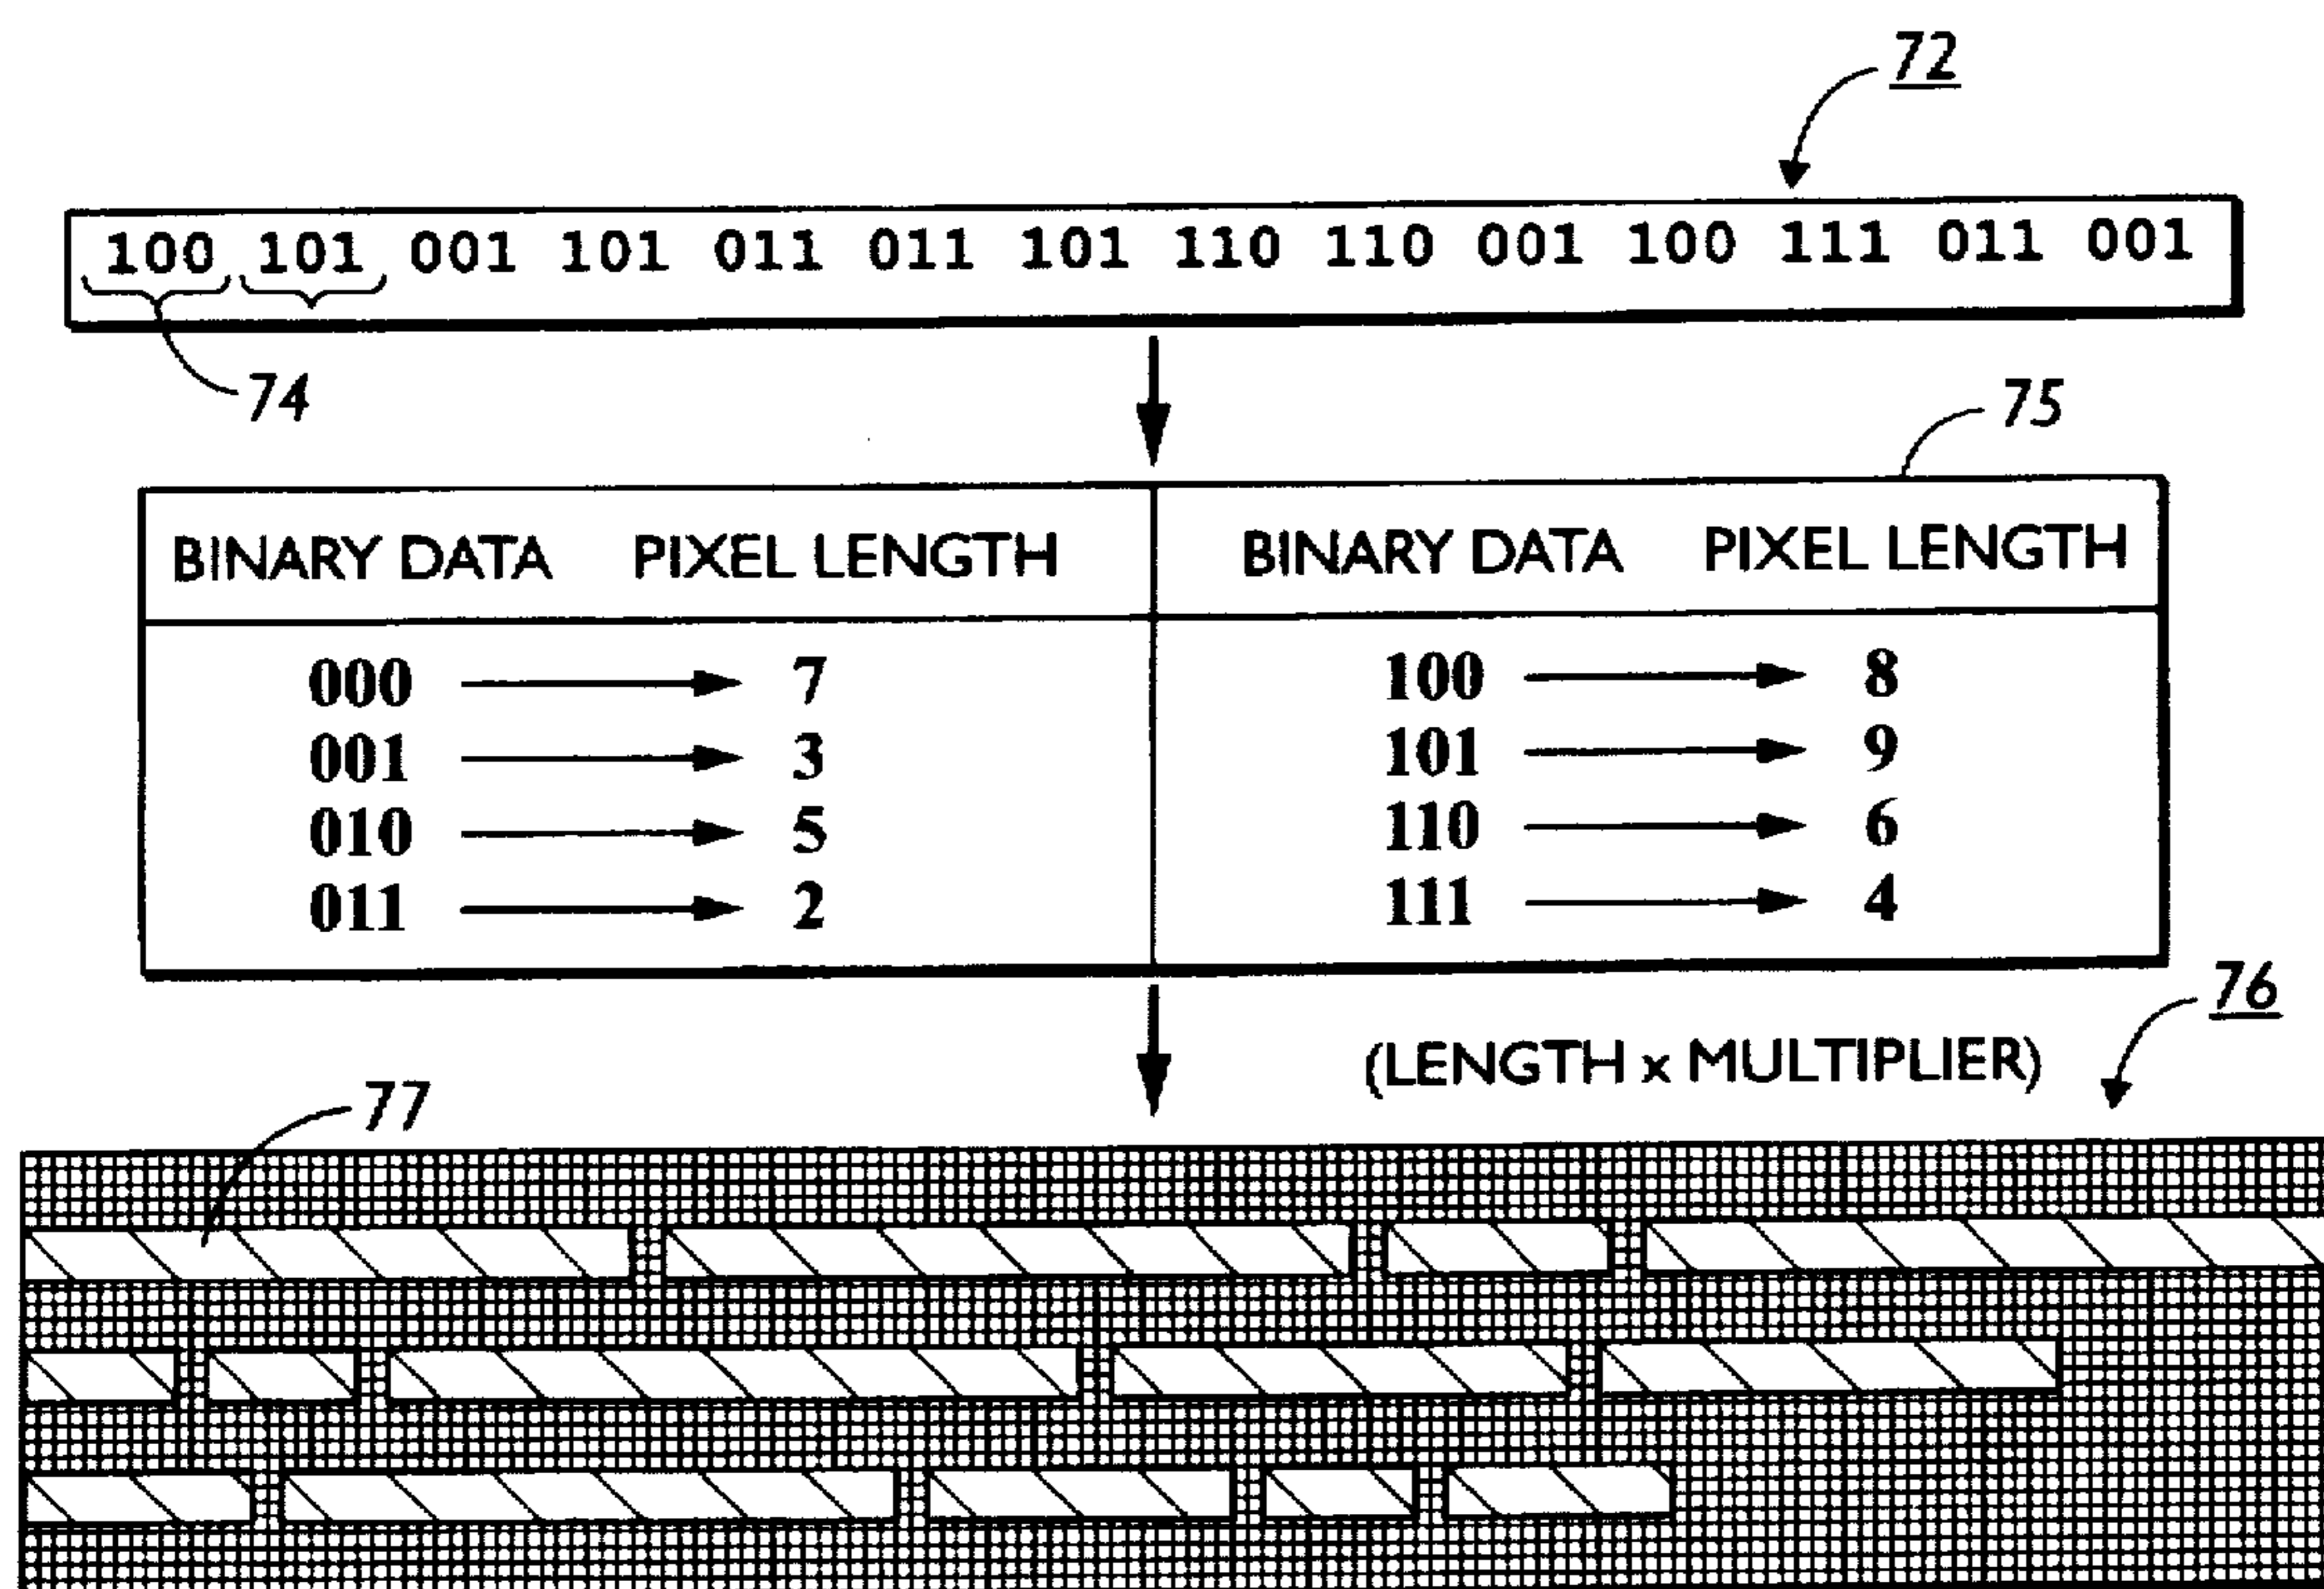 72
100 101 001 101 011 011 101 110 110 001 100 111 011 001
74
75
BINARY DATA PIXEL LENGTH BINARY DATA PIXEL LENGTH
000 7 100 8
001 3 101 9
010 5 110 6
011 2 111 4
76
(LENGTH x MULTIPLIER)
77